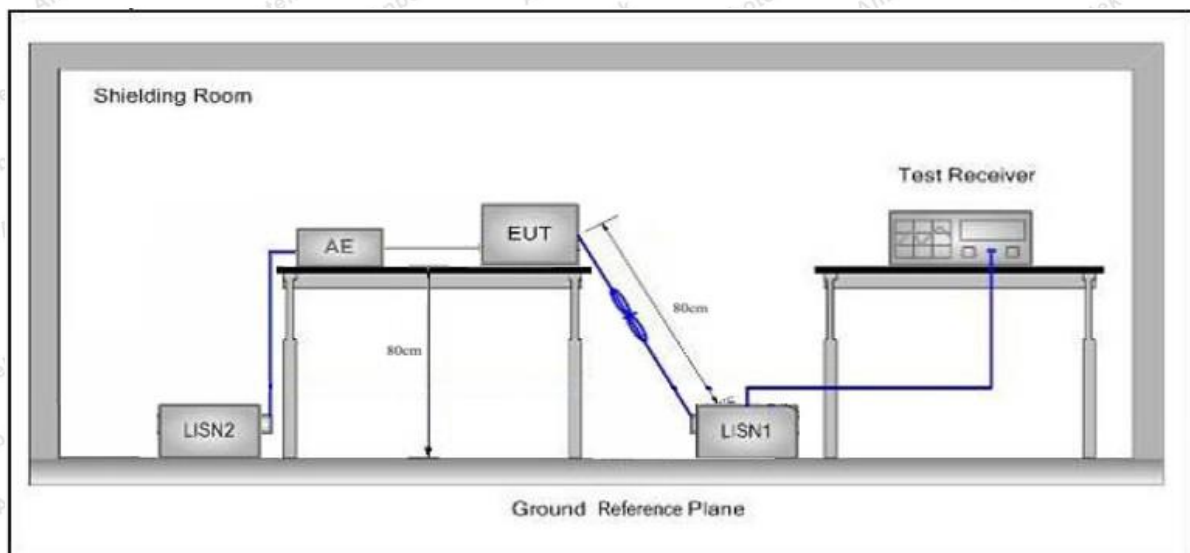 Shielding Room
Test Receiver
AE
EUT
80cm
80cm
LISN2
LISN1
Ground Reference Plane